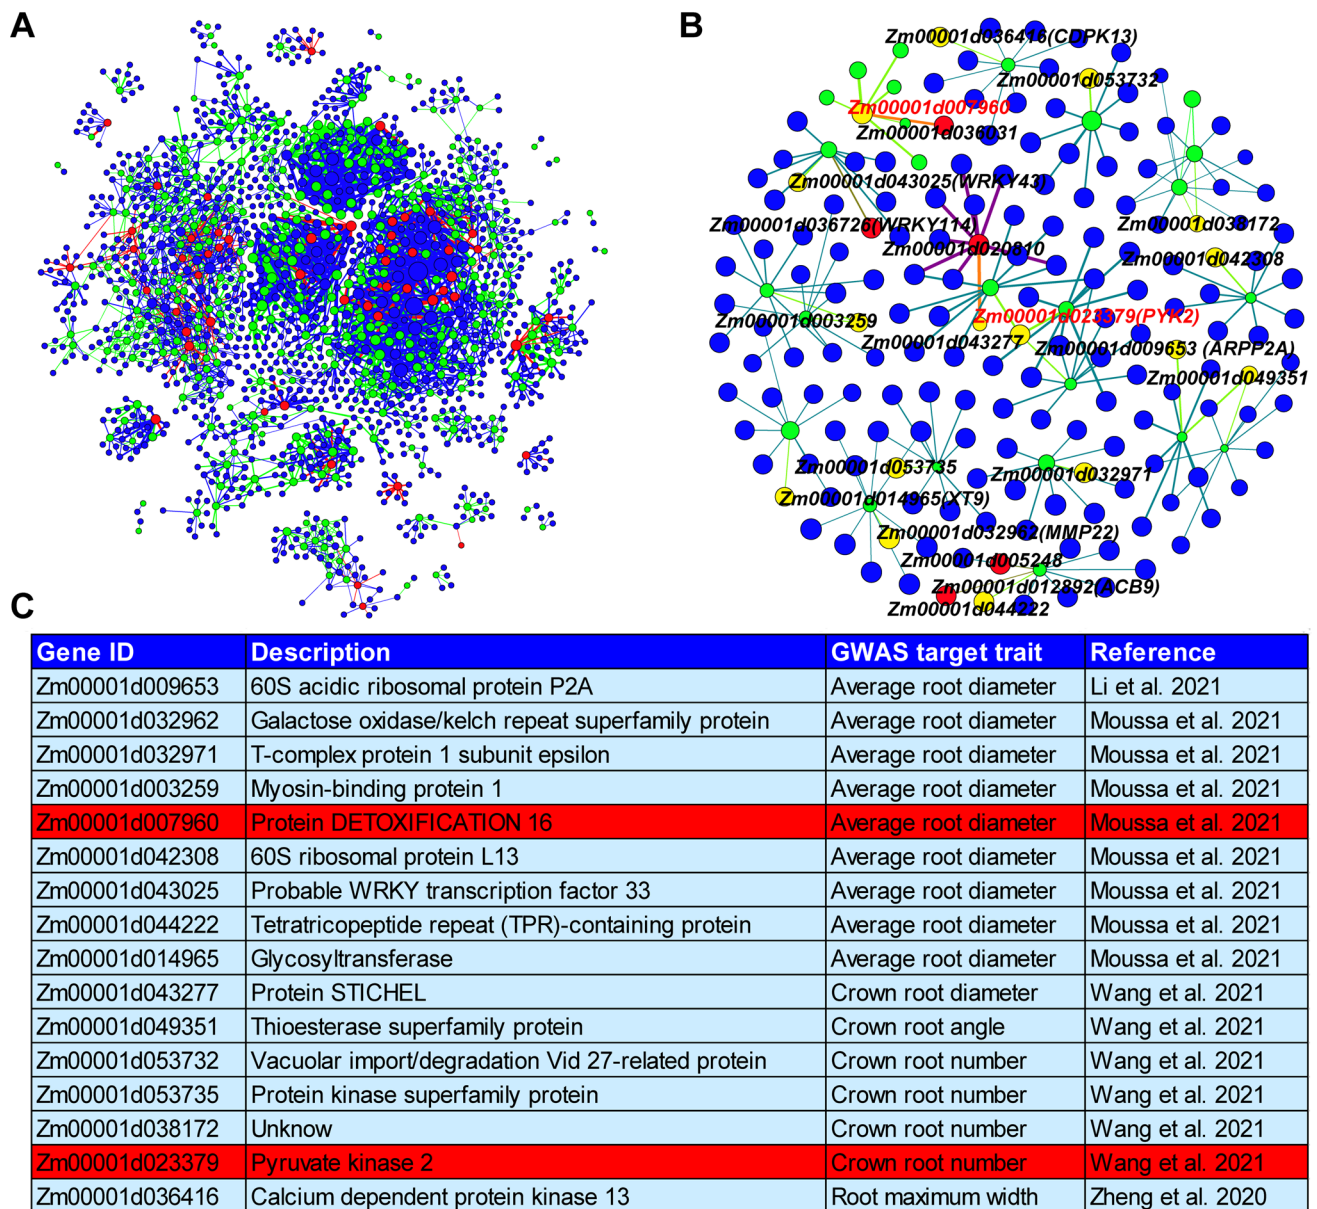 A
B
Zm00001d036416(CDPK13)
Zm00001d053732
Zm00001d007960
Zm00001d036031
Zm00001d043025(WRKY43)
Zm00001d036726(WRKY114)
Zm00001d038172
Zm00001d020810
Zm00001d042308
Zm00001d003259
Zm00001d023379(PYK2)
Zm00001d043277
Zm00001d009653 (ARPP2A)
Zm00001d049351
Zm00001d053735
Zm00001d032971
Zm00001d014965(XT9)
Zm00001d032962(MMP22)
Zm00001d005248
Zm00001d012892(ACB9)
Zm00001d044222
C
Gene ID Description GWAS target trait Reference
Zm00001d009653 60S acidic ribosomal protein P2A Average root diameter Li et al. 2021
Zm00001d032962 Galactose oxidase/kelch repeat superfamily protein Average root diameter Moussa et al. 2021
Zm00001d032971 T-complex protein 1 subunit epsilon Average root diameter Moussa et al. 2021
Zm00001d003259 Myosin-binding protein 1 Average root diameter Moussa et al. 2021
Zm00001d007960 Protein DETOXIFICATION 16 Average root diameter Moussa et al. 2021
Zm00001d042308 60S ribosomal protein L13 Average root diameter Moussa et al. 2021
Zm00001d043025 Probable WRKY transcription factor 33 Average root diameter Moussa et al. 2021
Zm00001d044222 Tetratricopeptide repeat (TPR)-containing protein Average root diameter Moussa et al. 2021
Zm00001d014965 Glycosyltransferase Average root diameter Moussa et al. 2021
Zm00001d043277 Protein STICHEL Crown root diameter Wang et al. 2021
Zm00001d049351 Thioesterase superfamily protein Crown root angle Wang et al. 2021
Zm00001d053732 Vacuolar import/degradation Vid 27-related protein Crown root number Wang et al. 2021
Zm00001d053735 Protein kinase superfamily protein Crown root number Wang et al. 2021
Zm00001d038172 Unknow Crown root number Wang et al. 2021
Zm00001d023379 Pyruvate kinase 2 Crown root number Wang et al. 2021
Zm00001d036416 Calcium dependent protein kinase 13 Root maximum width Zheng et al. 2020